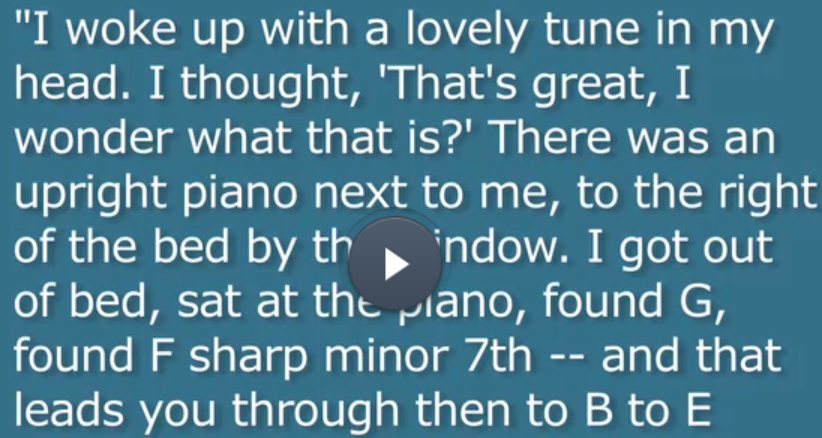 "I woke up with a lovely tune in my
head. I thought, 'That's great, I
wonder what that is?' There was an
upright piano next to me, to the right
of the bed by indow. I got out
of bed, sat at the piano, found G,
found F sharp minor 7th -- and that
leads you through then to B to E